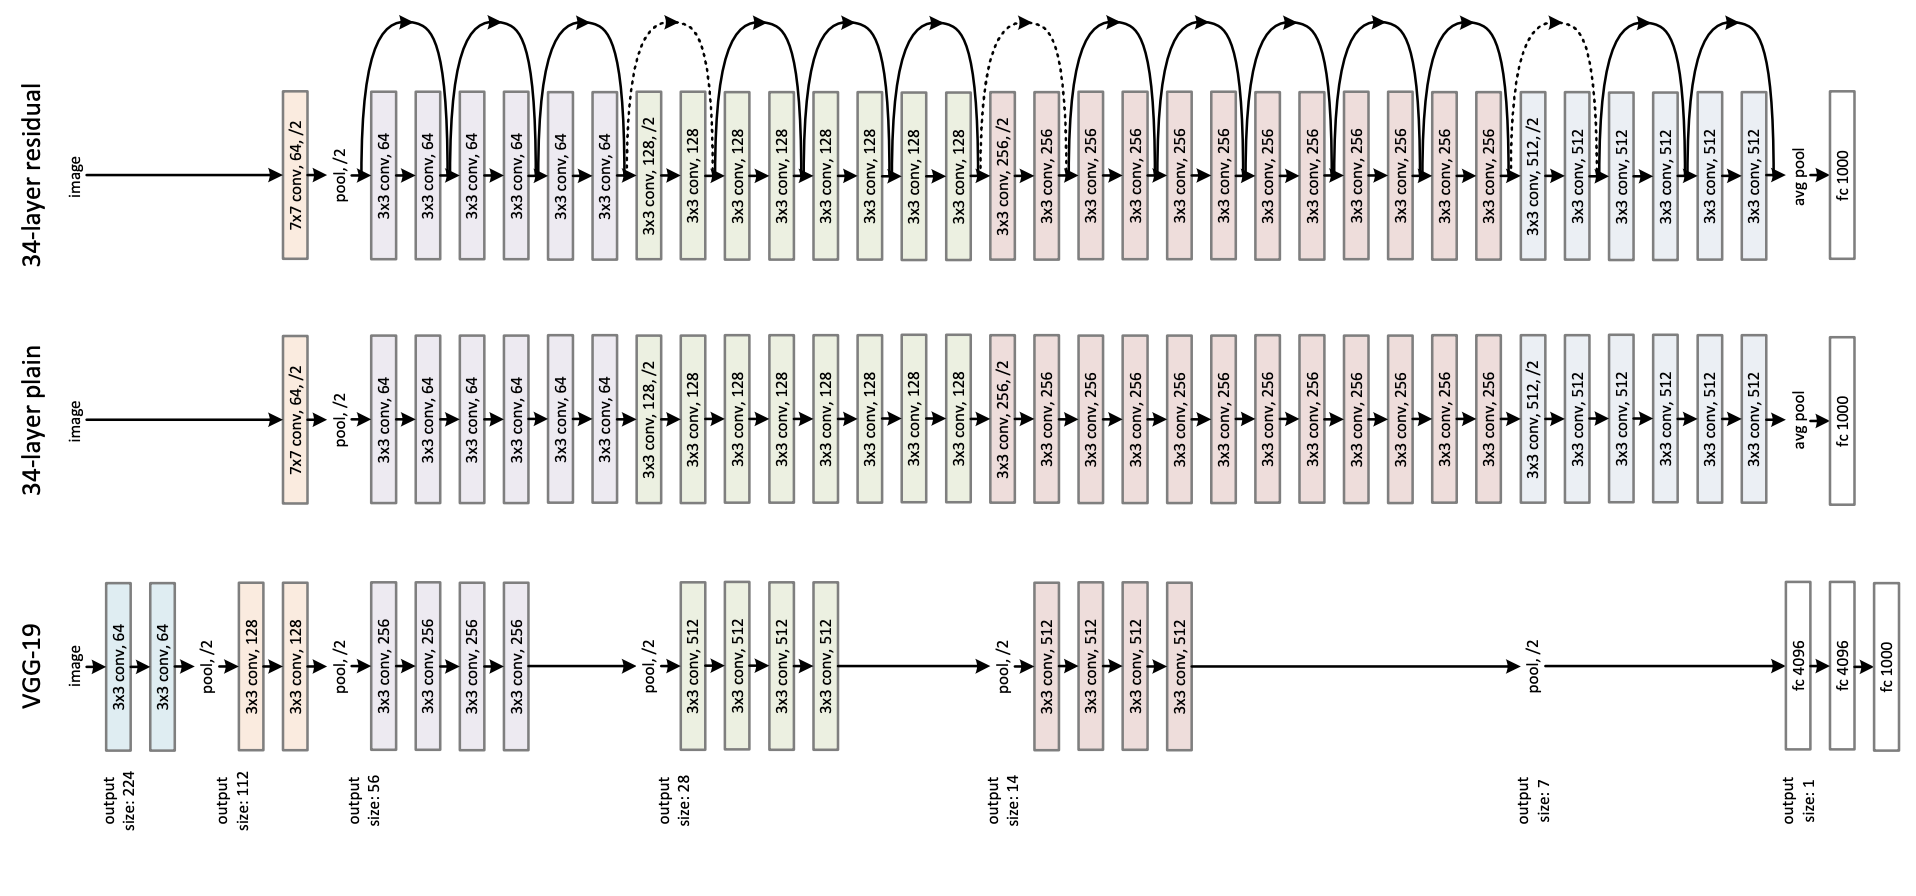 34-layer residual
image
7x7 conv, 64, /2
pool, /2
3x3 conv, 64
3x3 conv, 64
3x3 conv, 64
3x3 conv, 64
3x3 conv, 64
3x3 conv, 64
3x3 conv, 128, /2
3x3 conv, 128
3x3 conv, 128
3x3 conv, 128
3x3 conv, 128
3x3 conv, 128
3x3 conv, 128
3x3 conv, 128
3x3 conv, 256, /2
3x3 conv, 256
3x3 conv, 256
3x3 conv, 256
3x3 conv, 256
3x3 conv, 256
3x3 conv, 256
3x3 conv, 256
3x3 conv, 256
3x3 conv, 256
3x3 conv, 256
3x3 conv, 256
3x3 conv, 512, /2
3x3 conv, 512
3x3 conv, 512
3x3 conv, 512
3x3 conv, 512
3x3 conv, 512
avg pool
fc 1000
34-layer plain
image
7x7 conv, 64, /2
pool, /2
3x3 conv, 64
3x3 conv, 64
3x3 conv, 64
3x3 conv, 64
3x3 conv, 64
3x3 conv, 64
3x3 conv, 128, /2
3x3 conv, 128
3x3 conv, 128
3x3 conv, 128
3x3 conv, 128
3x3 conv, 128
3x3 conv, 128
3x3 conv, 128
3x3 conv, 256, /2
3x3 conv, 256
3x3 conv, 256
3x3 conv, 256
3x3 conv, 256
3x3 conv, 256
3x3 conv, 256
3x3 conv, 256
3x3 conv, 256
3x3 conv, 256
3x3 conv, 256
3x3 conv, 256
3x3 conv, 512, /2
3x3 conv, 512
3x3 conv, 512
3x3 conv, 512
3x3 conv, 512
3x3 conv, 512
avg pool
fc 1000
VGG-19
image
3x3 conv, 64
3x3 conv, 64
pool, /2
3x3 conv, 128
3x3 conv, 128
pool, /2
3x3 conv, 256
3x3 conv, 256
3x3 conv, 256
3x3 conv, 256
pool, /2
3x3 conv, 512
3x3 conv, 512
3x3 conv, 512
3x3 conv, 512
pool, /2
3x3 conv, 512
3x3 conv, 512
3x3 conv, 512
3x3 conv, 512
pool, /2
fc 4096
fc 4096
fc 1000
output
size: 224
output
size: 112
output
size: 56
output
size: 28
output
size: 14
output
size: 7
output
size: 1